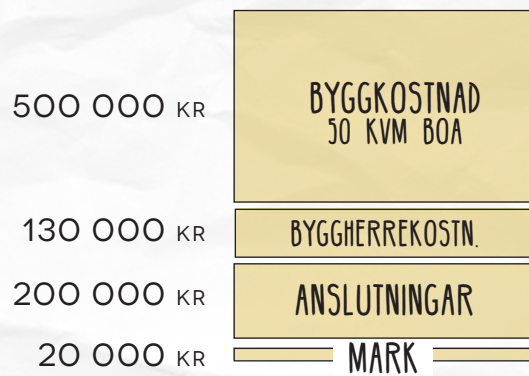 500 000 KR
BYGGKOSTNAD
50 KVM BOA
130 000 KR
BYGGHERREKOSTN.
200 000 KR
ANSLUTNINGAR
20 000 KR
MARK